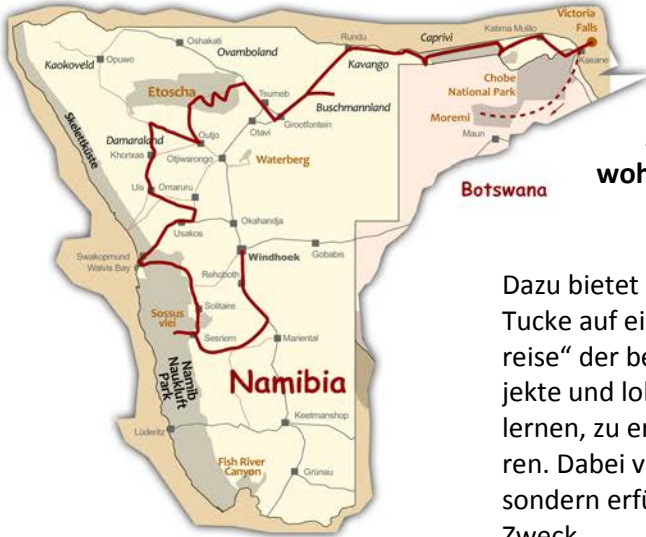 Victoria
Falls
Oshakati
Ovamboland
Rundu
Caprivi
Katima Mulilo
Kasane
Kaokoveld
Opuwo
Kavango
Etoscha
Tsumeb
Chobe
National Park
Buschmannland
Grootfontein
Moremi
Otavi
Maun
Skelettküste
Damaraland
Outjo
Khorixas
Otjiwarongo
Waterberg
Botswana
Uis
Omaruru
Okahandja
Usakos
Swakopmund
Walvis Bay
Windhoek
Gobabis
Rehoboth
Solitaire
Sossus
vlei
Sesriem
Mariental
Namib
Naukluft
Park
Namibia
Lüderitz
Keetmanshop
Fish River
Canyon
Grünau
woh
Dazu bietet
Tucke auf ei
reise“ der be
jekte und lol
lernen, zu er
ren. Dabei v
sondern erfü
Zweck